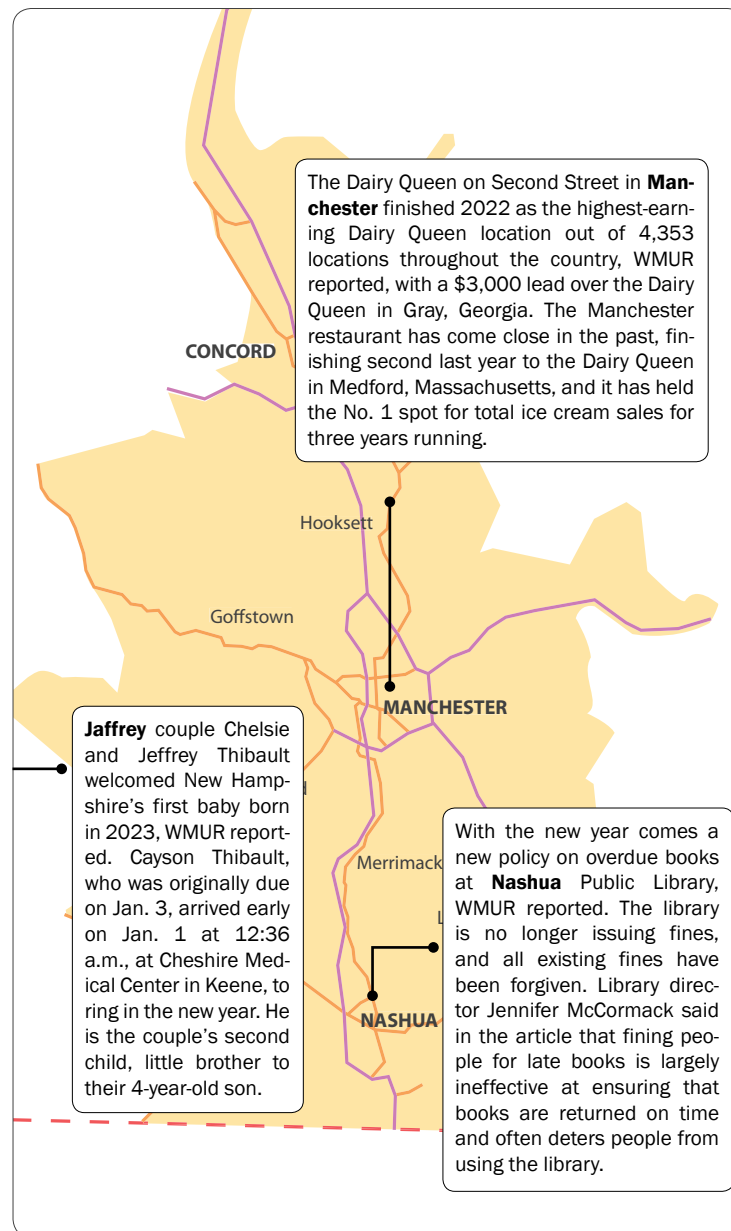 The Dairy Queen on Second Street in Man-
chester finished 2022 as the highest-earn-
ing Dairy Queen location out of 4,353
locations throughout the country, WMUR
reported, with a $3,000 lead over the Dairy
Queen in Gray, Georgia. The Manchester
restaurant has come close in the past, fin-
ishing second last year to the Dairy Queen
in Medford, Massachusetts, and it has held
the No. 1 spot for total ice cream sales for
three years running.
CONCORD
Hooksett
Goffstown
MANCHESTER
Jaffrey couple Chelsie
and Jeffrey Thibault
welcomed New Hamp-
shire's first baby born
in 2023, WMUR report-
ed. Cayson Thibault,
who was originally due
on Jan. 3, arrived early
on Jan. 1 at 12:36
a.m., at Cheshire Med-
ical Center in Keene, to
ring in the new year. He
is the couple's second
child, little brother to
their 4-year-old son.
Merrimack
NASHUA
With the new year comes a
new policy on overdue books
at Nashua Public Library,
WMUR reported. The library
is no longer issuing fines,
and all existing fines have
been forgiven. Library direc-
tor Jennifer McCormack said
in the article that fining peo-
ple for late books is largely
ineffective at ensuring that
books are returned on time
and often deters people from
using the library.